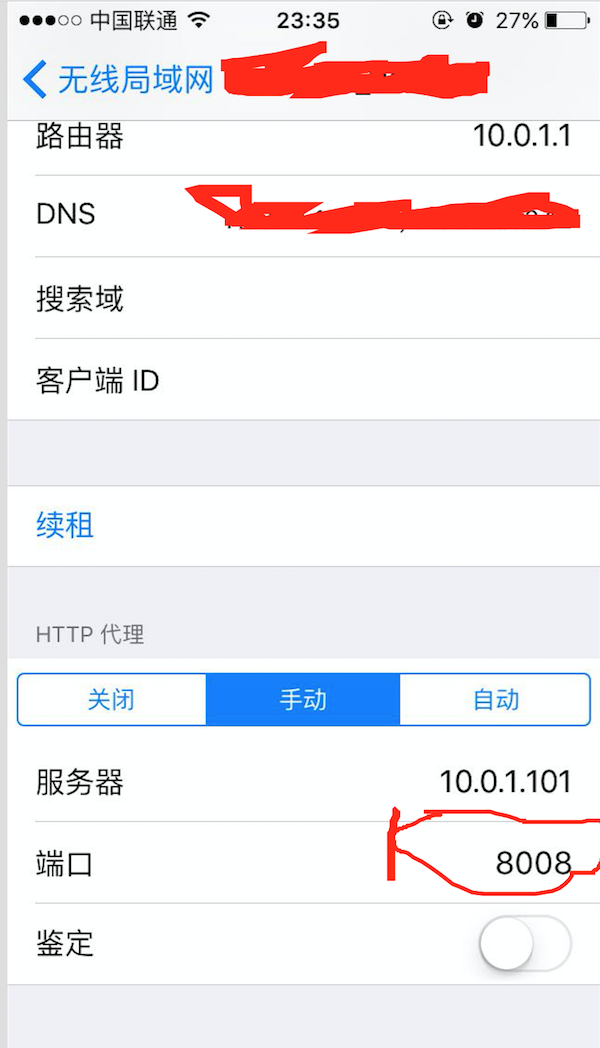 中国联通 23:35 27%
无线局域网
路由器 10.0.1.1
DNS
搜索域
客户端 ID
续租
HTTP 代理
关闭 手动 自动
服务器 10.0.1.101
端口 8008
鉴定